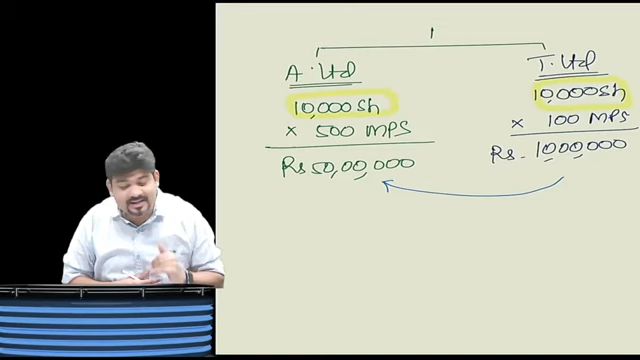 A. Ltd
10,000 Sh
× 500 MPS
Rs 50,00,000
T. Ltd
10,000 Sh
× 100 MPS
Rs. 10,00,000